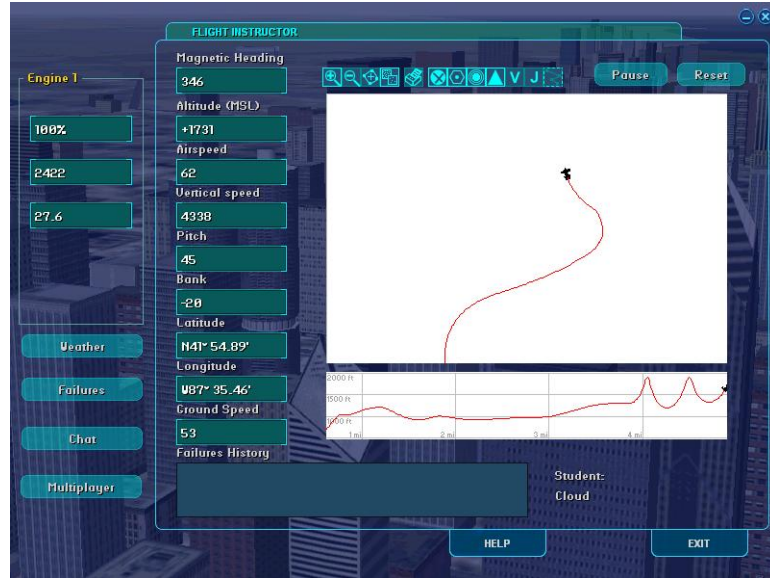 FLIGHT INSTRUCTOR
Engine 1
100%
2422
27.6
Weather
Failures
Chat
Multiplayer
Magnetic Heading
346
Altitude (MSL)
+1731
Airspeed
62
Vertical speed
4338
Pitch
45
Bank
-20
Latitude
N41~ 54.89'
Longitude
W87~ 35.46'
Ground Speed
53
Failures History
V J
Pause
Reset
2000 ft
1500 ft
1000 ft
1 mi 2 mi 3 mi 4 mi
Student:
Cloud
HELP
EXIT